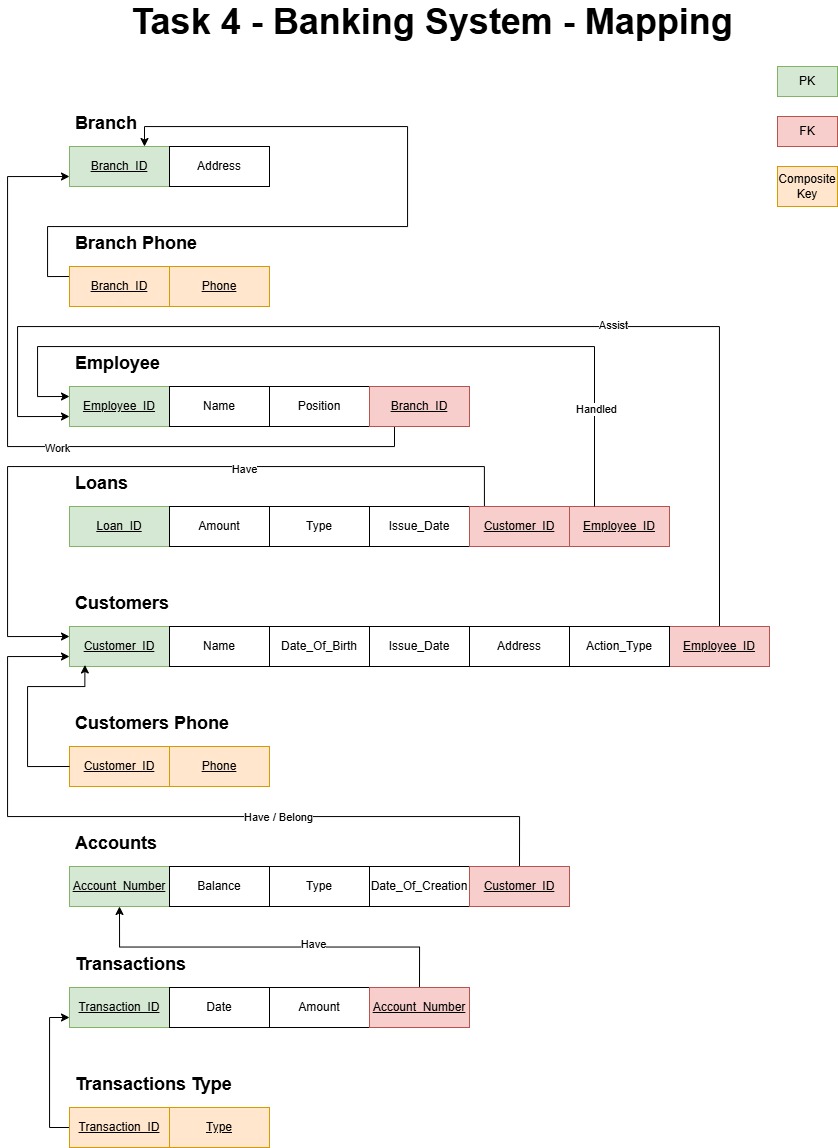 Task 4 - Banking System - Mapping
PK
FK
Composite
Key
Branch
Branch_ID Address
Branch Phone
Branch_ID Phone
Assist
Employee
Employee_ID Name Position Branch_ID
Handled
Work
Have
Loans
Loan_ID Amount Type Issue_Date Customer_ID Employee_ID
Customers
Customer_ID Name Date_Of_Birth Issue_Date Address Action_Type Employee_ID
Customers Phone
Customer_ID Phone
Have / Belong
Accounts
Account_Number Balance Type Date_Of_Creation Customer_ID
Have
Transactions
Transaction_ID Date Amount Account_Number
Transactions Type
Transaction_ID Type